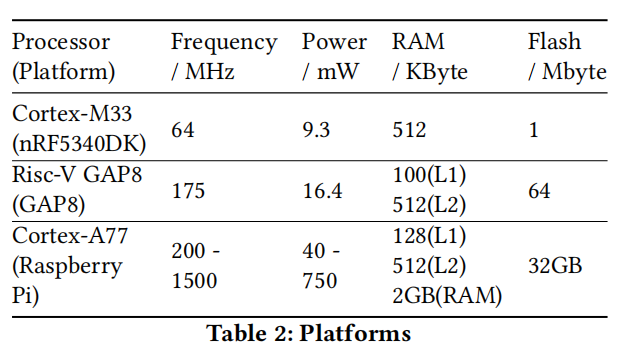 Processor Frequency Power RAM Flash
(Platform) / MHz / mW / KByte / Mbyte
Cortex-M33
(nRF5340DK) 64 9.3 512 1
Risc-V GAP8
(GAP8) 175 16.4 100(L1) 512(L2) 64
Cortex-A77
(Raspberry
Pi) 200 - 1500 40 - 750 128(L1) 512(L2) 2GB(RAM) 32GB
Table 2: Platforms